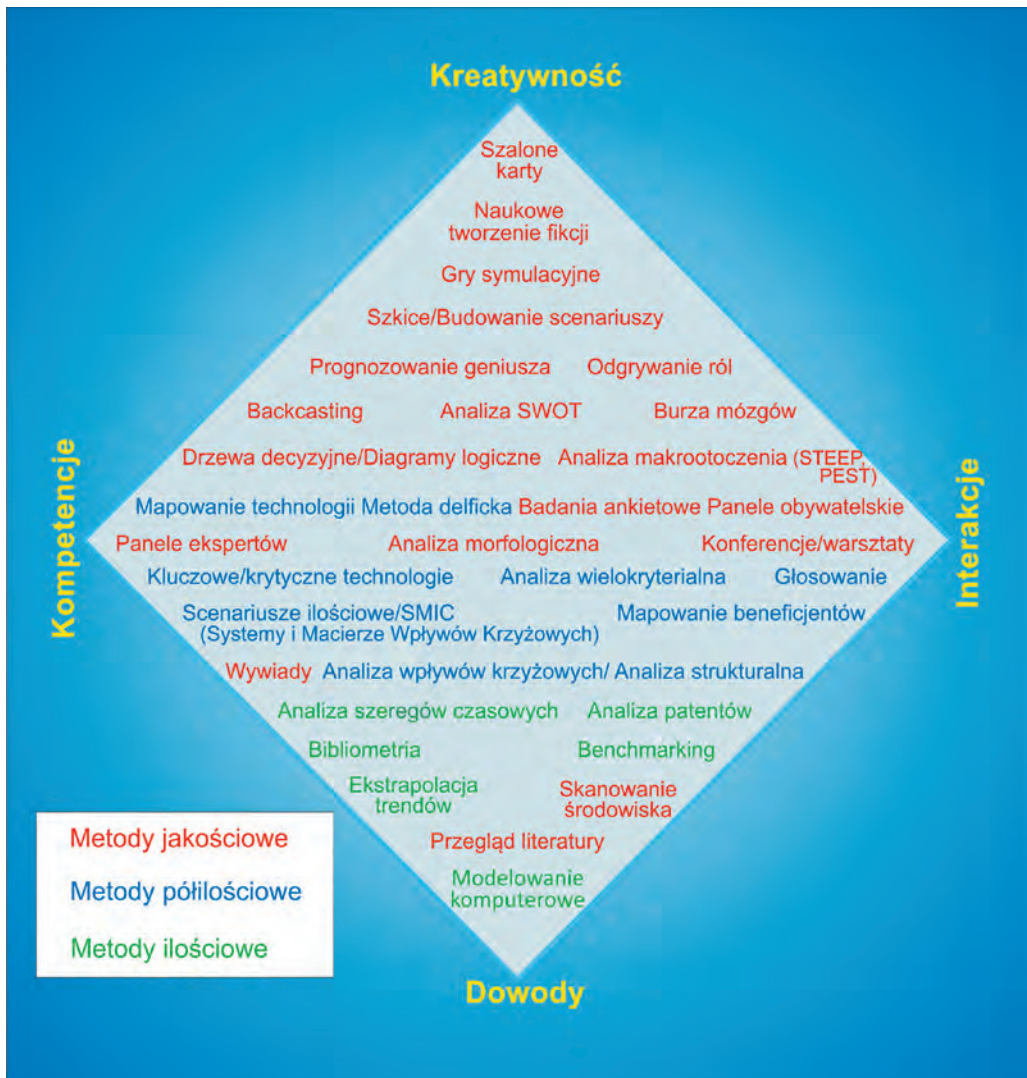 Kreatywność
Szalone
karty
Naukowe
tworzenie fikcji
Gry symulacyjne
Szkice/Budowanie scenariuszy
Prognozowanie geniusza Odgrywanie ról
Backcasting Analiza SWOT Burza mózgów
Drzewa decyzyjne/Diagramy logiczne Analiza makrootoczenia (STEEP,
PEST)
Mapowanie technologii Metoda delficka Badania ankietowe Panele obywatelskie
Panele ekspertów Analiza morfologiczna Konferencje/warsztaty
Kluczowe/krytyczne technologie Analiza wielokryterialna Głosowanie
Scenariusze ilościowe/SMIC Mapowanie beneficjentów
(Systemy i Macierze Wpływów Krzyżowych)
Wywiady Analiza wpływów krzyżowych/ Analiza strukturalna
Analiza szeregów czasowych Analiza patentów
Bibliometria Benchmarking
Ekstrapolacja
trendów
Skanowanie
środowiska
Przegląd literatury
Modelowanie
komputerowe
Dowody
Kompetencje
Interakcje
Metody jakościowe
Metody półilościowe
Metody ilościowe